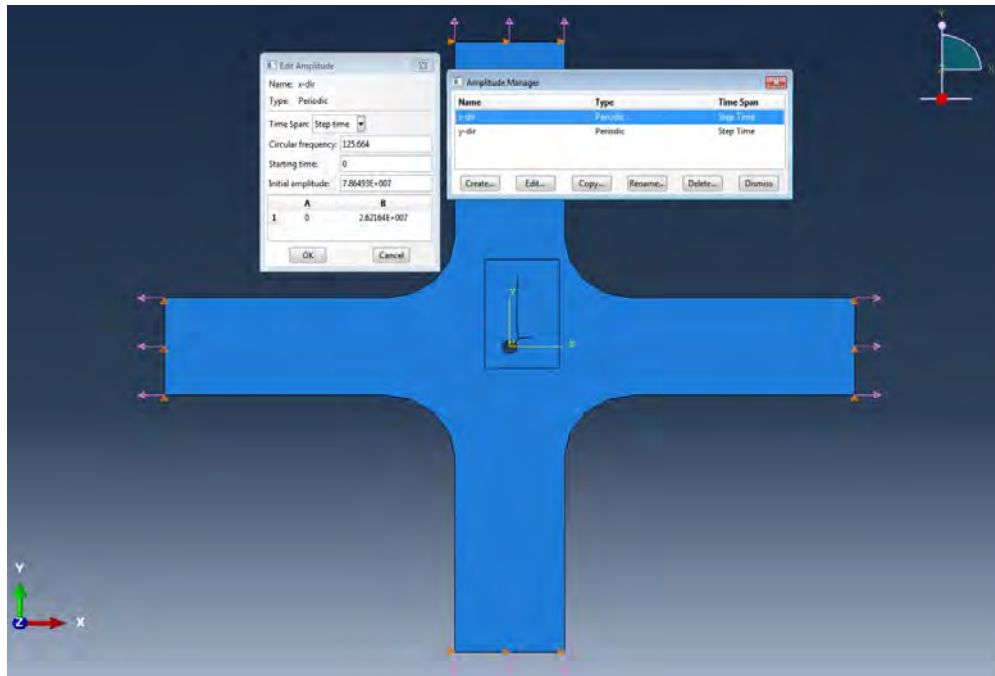 Edit Amplitude
Name: x-dir
Type: Periodic
Time Span: Step time
Circular frequency: 125.664
Starting time: 0
Initial amplitude: 7.86493E+007
A B
1 0 2.62164E+007
OK Cancel
Amplitude Manager
Name Type Time Span
x-dir Periodic Step Time
y-dir Periodic Step Time
Create... Edit... Copy... Rename... Delete... Dismiss
Y
X
Y
X
Y
Z X